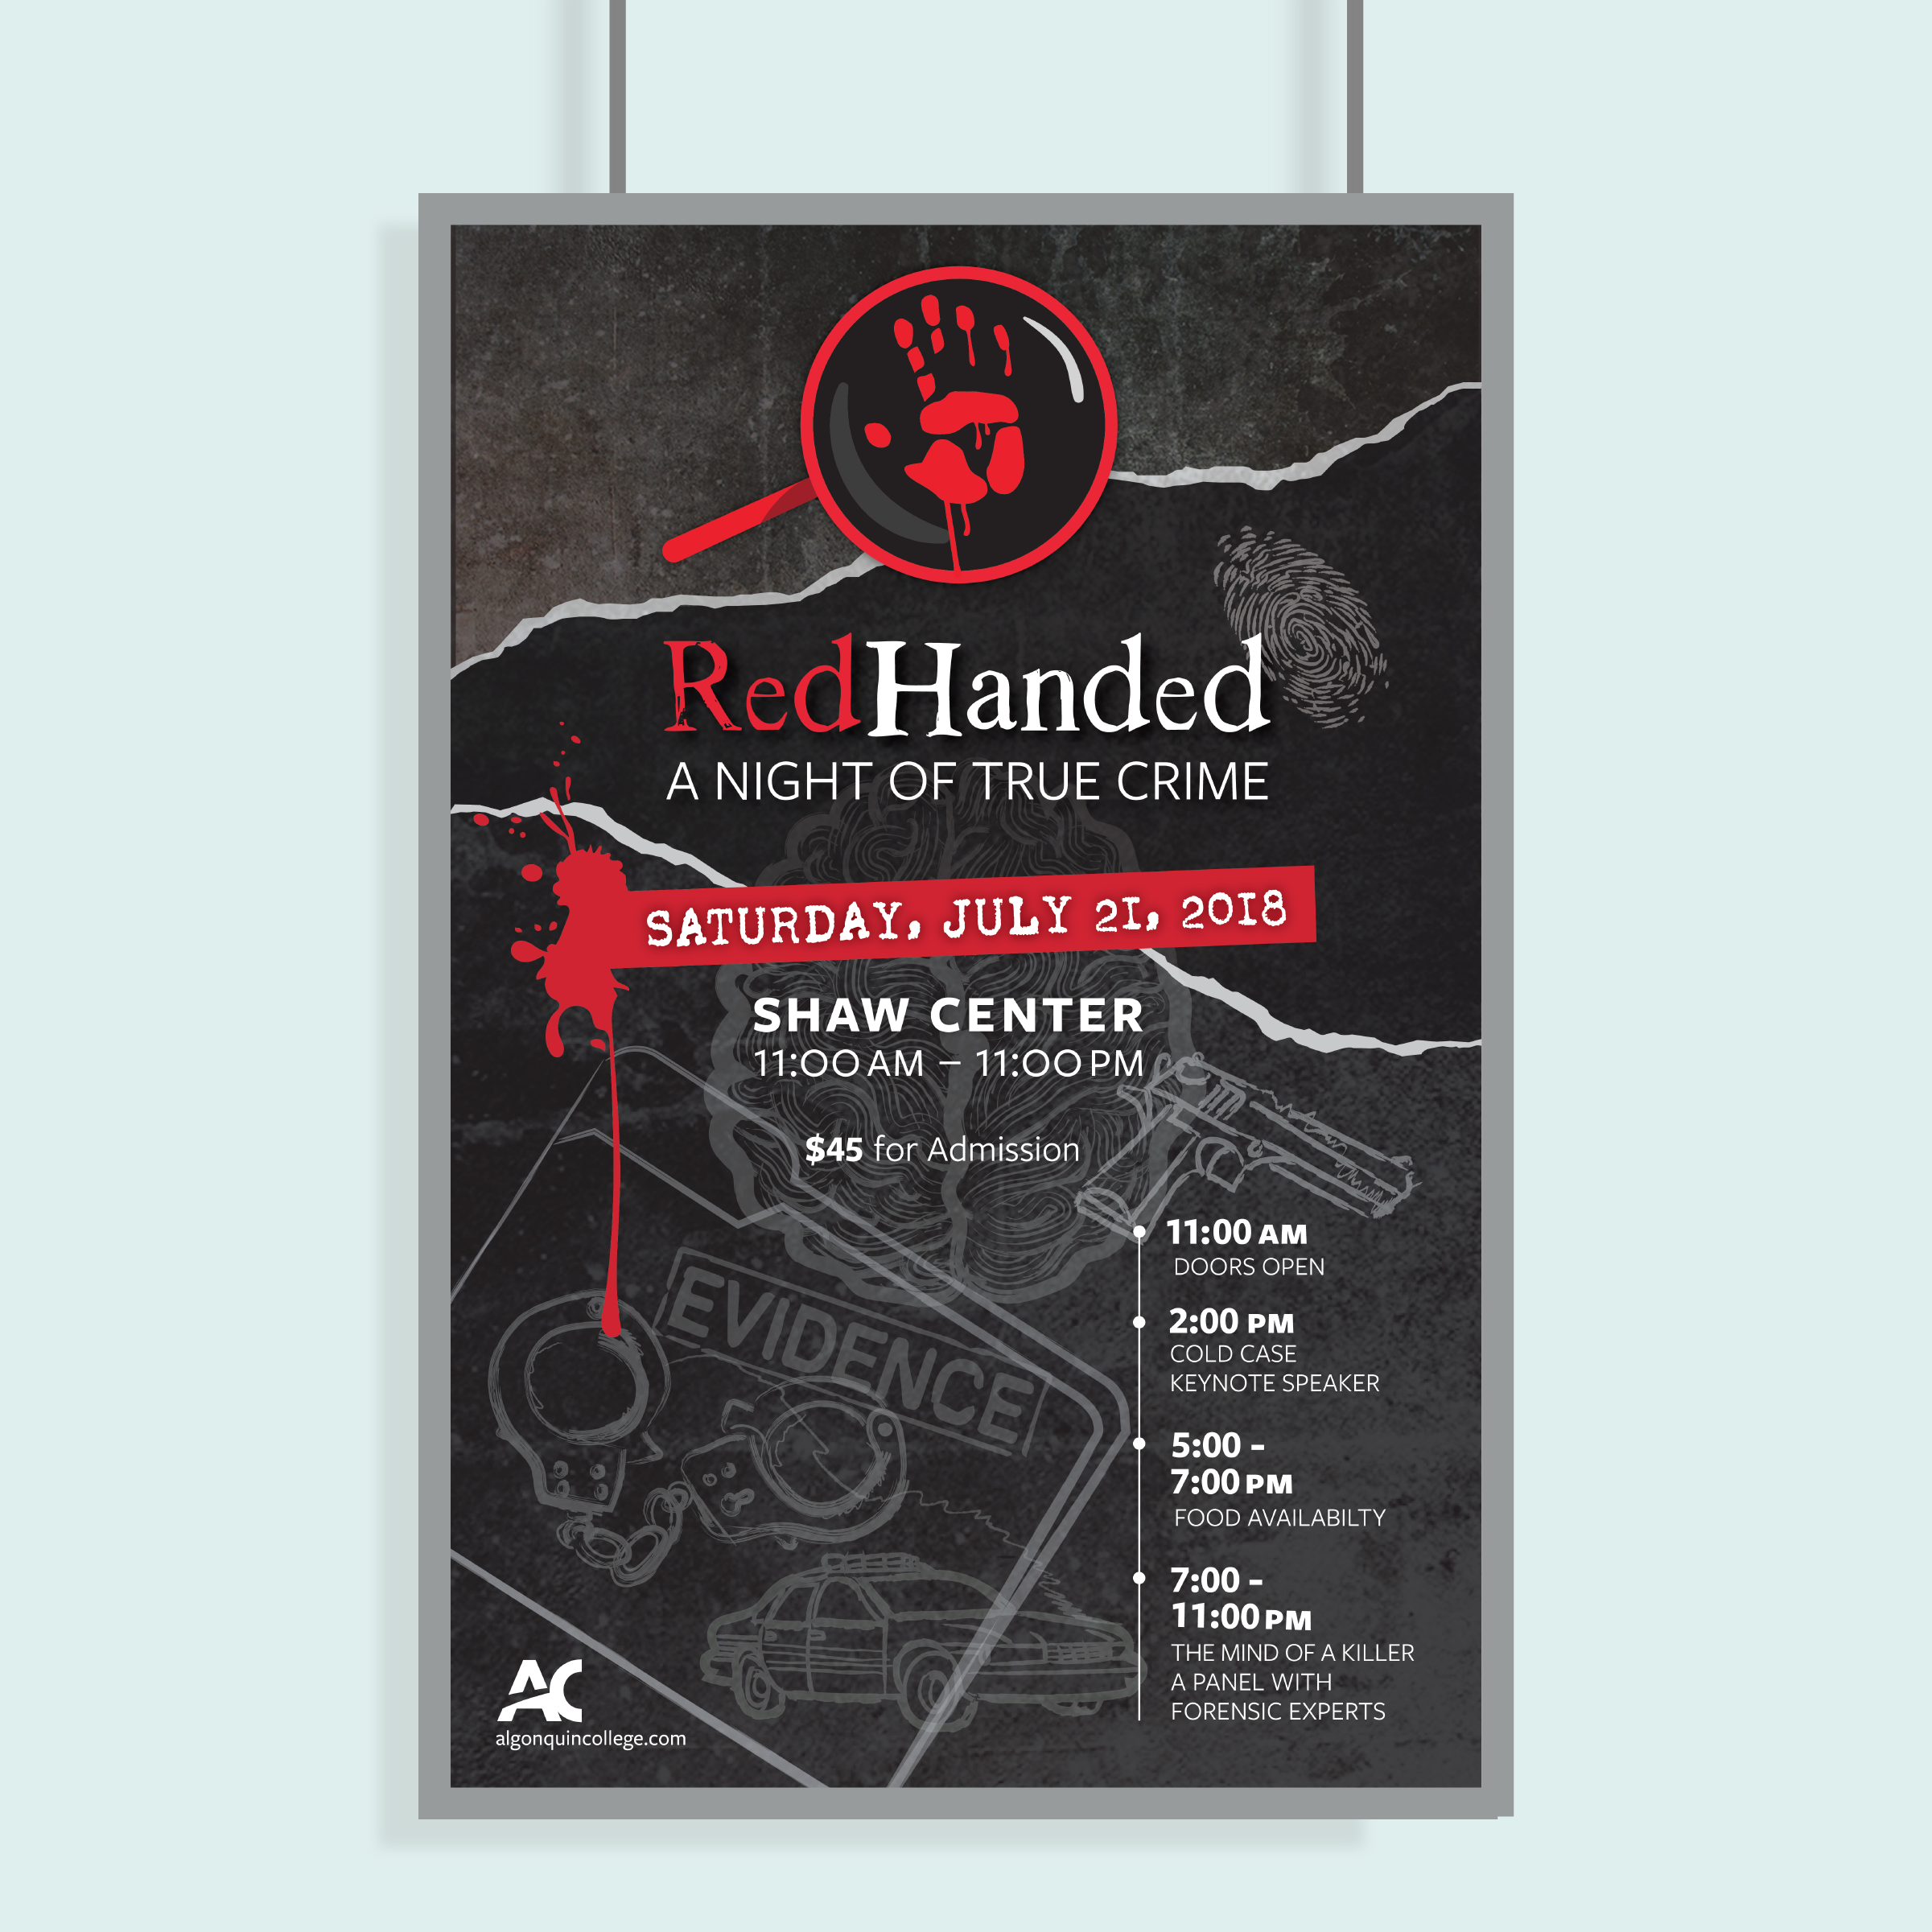 RedHanded
A NIGHT OF TRUE CRIME
SATURDAY, JULY 21, 2018
SHAW CENTER
11:00 AM – 11:00 PM
$45 for Admission
EVIDENCE
11:00 AM
DOORS OPEN
2:00 PM
COLD CASE
KEYNOTE SPEAKER
5:00 –
7:00 PM
FOOD AVAILABILTY
7:00 –
11:00 PM
THE MIND OF A KILLER
A PANEL WITH
FORENSIC EXPERTS
AC
algonquincollege.com